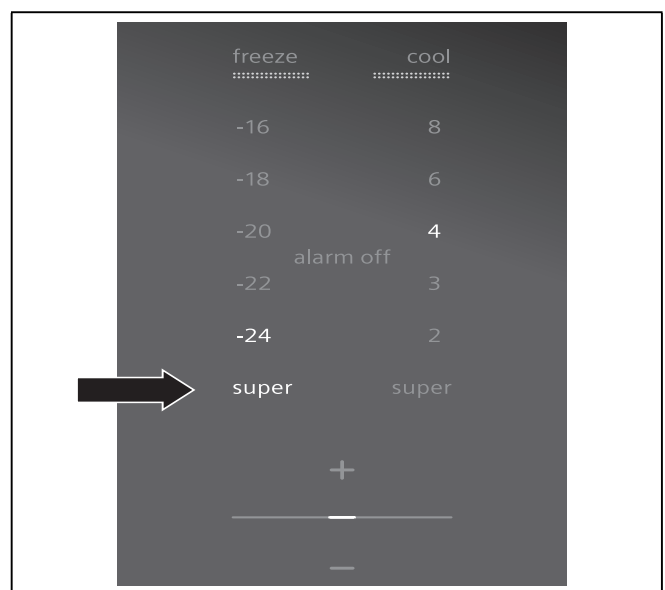 freeze cool
-16 8
-18 6
-20 4
alarm off
-22 3
-24 2
super super
+
–